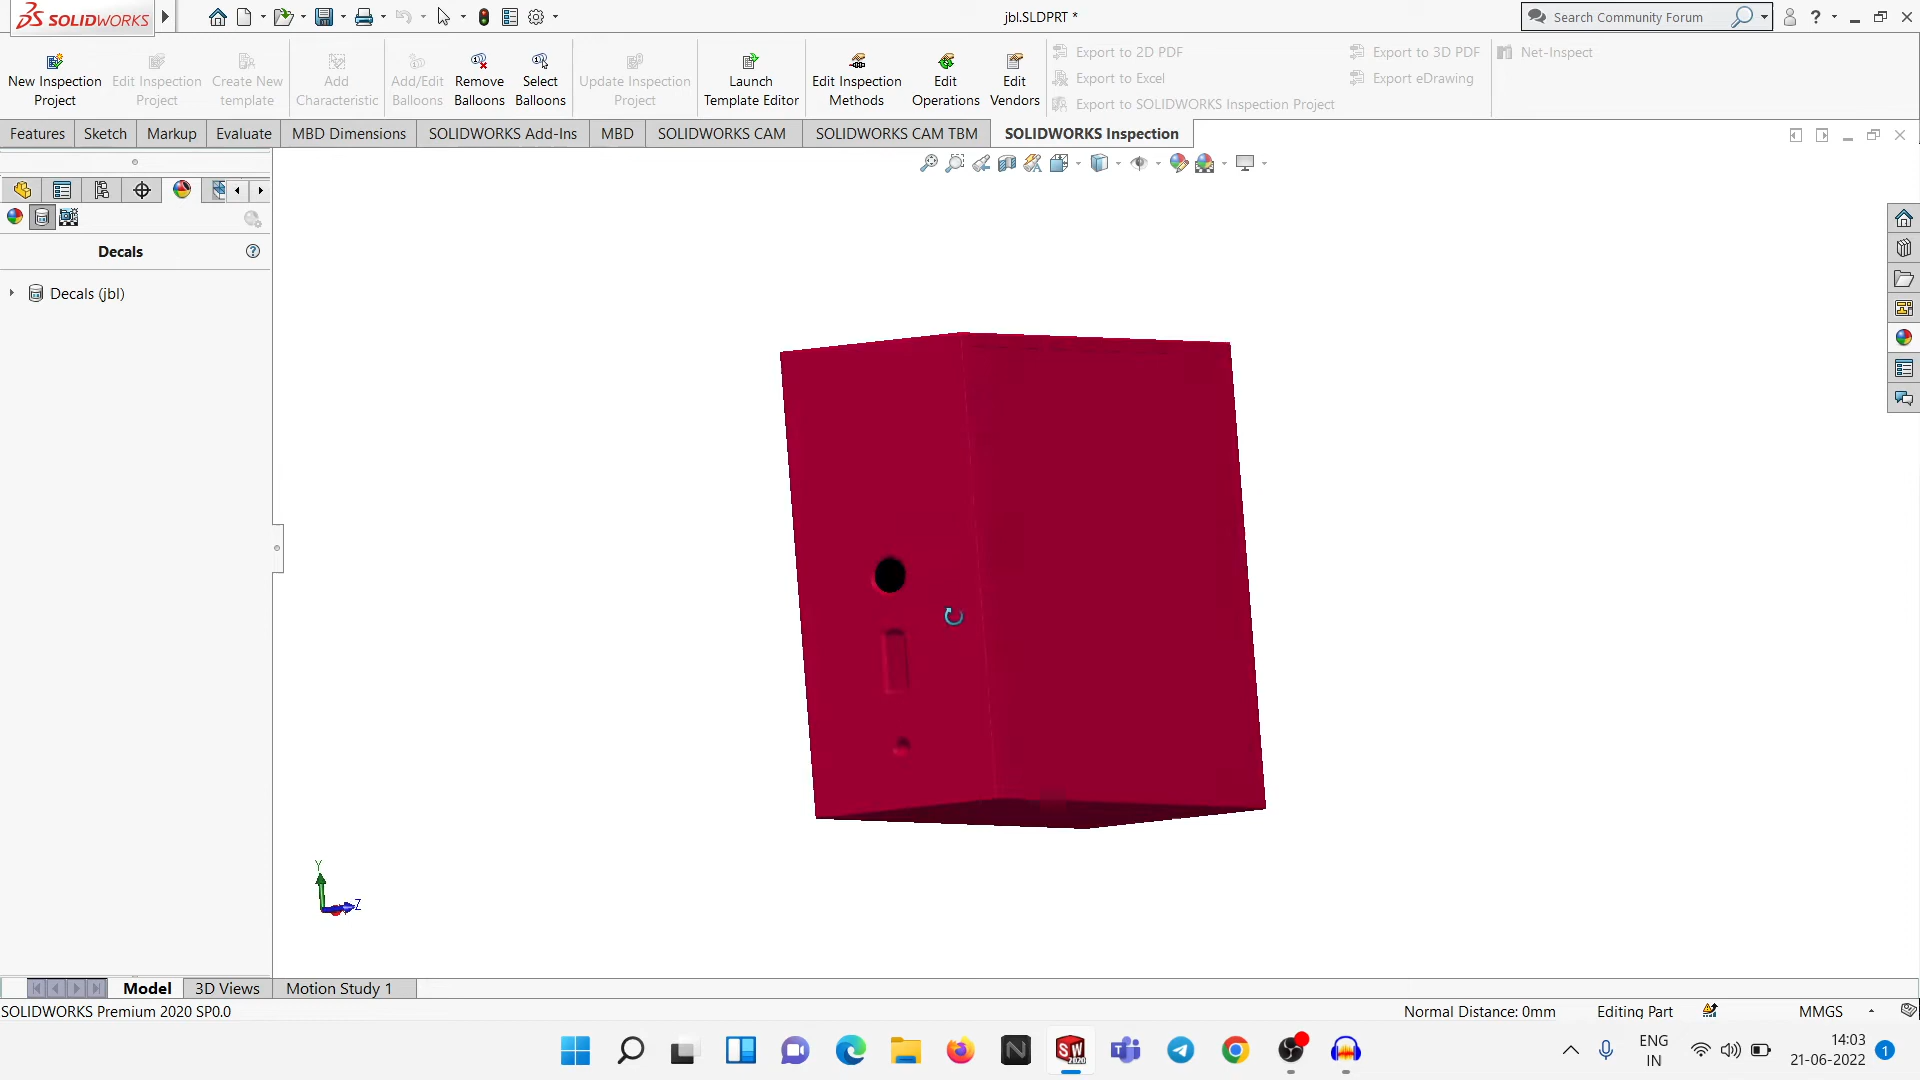 SOLIDWORKS
jbl.SLDPRT *
Search Community Forum
?
New Inspection
Project
Edit Inspection
Project
Create New
template
Add
Characteristic
Add/Edit
Balloons
Remove
Balloons
Select
Balloons
Update Inspection
Project
Launch
Template Editor
Edit Inspection
Methods
Edit
Operations
Edit
Vendors
Export to 2D PDF
Export to Excel
Export to SOLIDWORKS Inspection Project
Export to 3D PDF
Export eDrawing
Net-Inspect
Features
Sketch
Markup
Evaluate
MBD Dimensions
SOLIDWORKS Add-Ins
MBD
SOLIDWORKS CAM
SOLIDWORKS CAM TBM
SOLIDWORKS Inspection
Decals
Decals (jbl)
Y
Z
Model
3D Views
Motion Study 1
SOLIDWORKS Premium 2020 SP0.0
Normal Distance: 0mm
Editing Part
MMGS
N
SW
2020
ENG
IN
14:03
21-06-2022
1